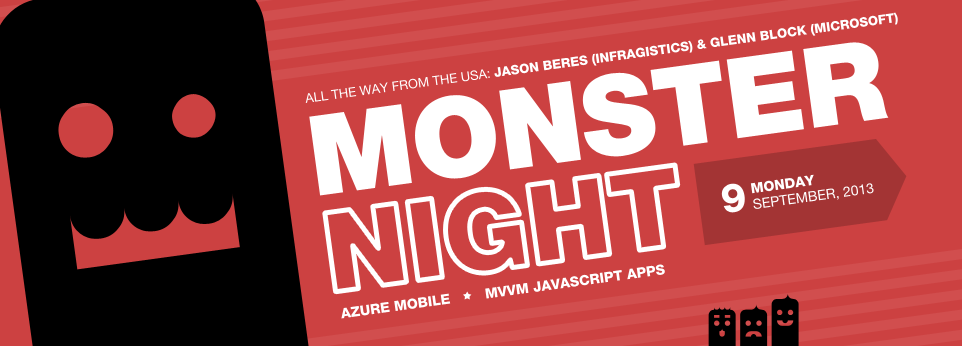 ALL THE WAY FROM THE USA: JASON BERES (INFRAGISTICS) & GLENN BLOCK (MICROSOFT)
MONSTER
NIGHT
9 MONDAY
SEPTEMBER, 2013
AZURE MOBILE ★ MVVM JAVASCRIPT APPS